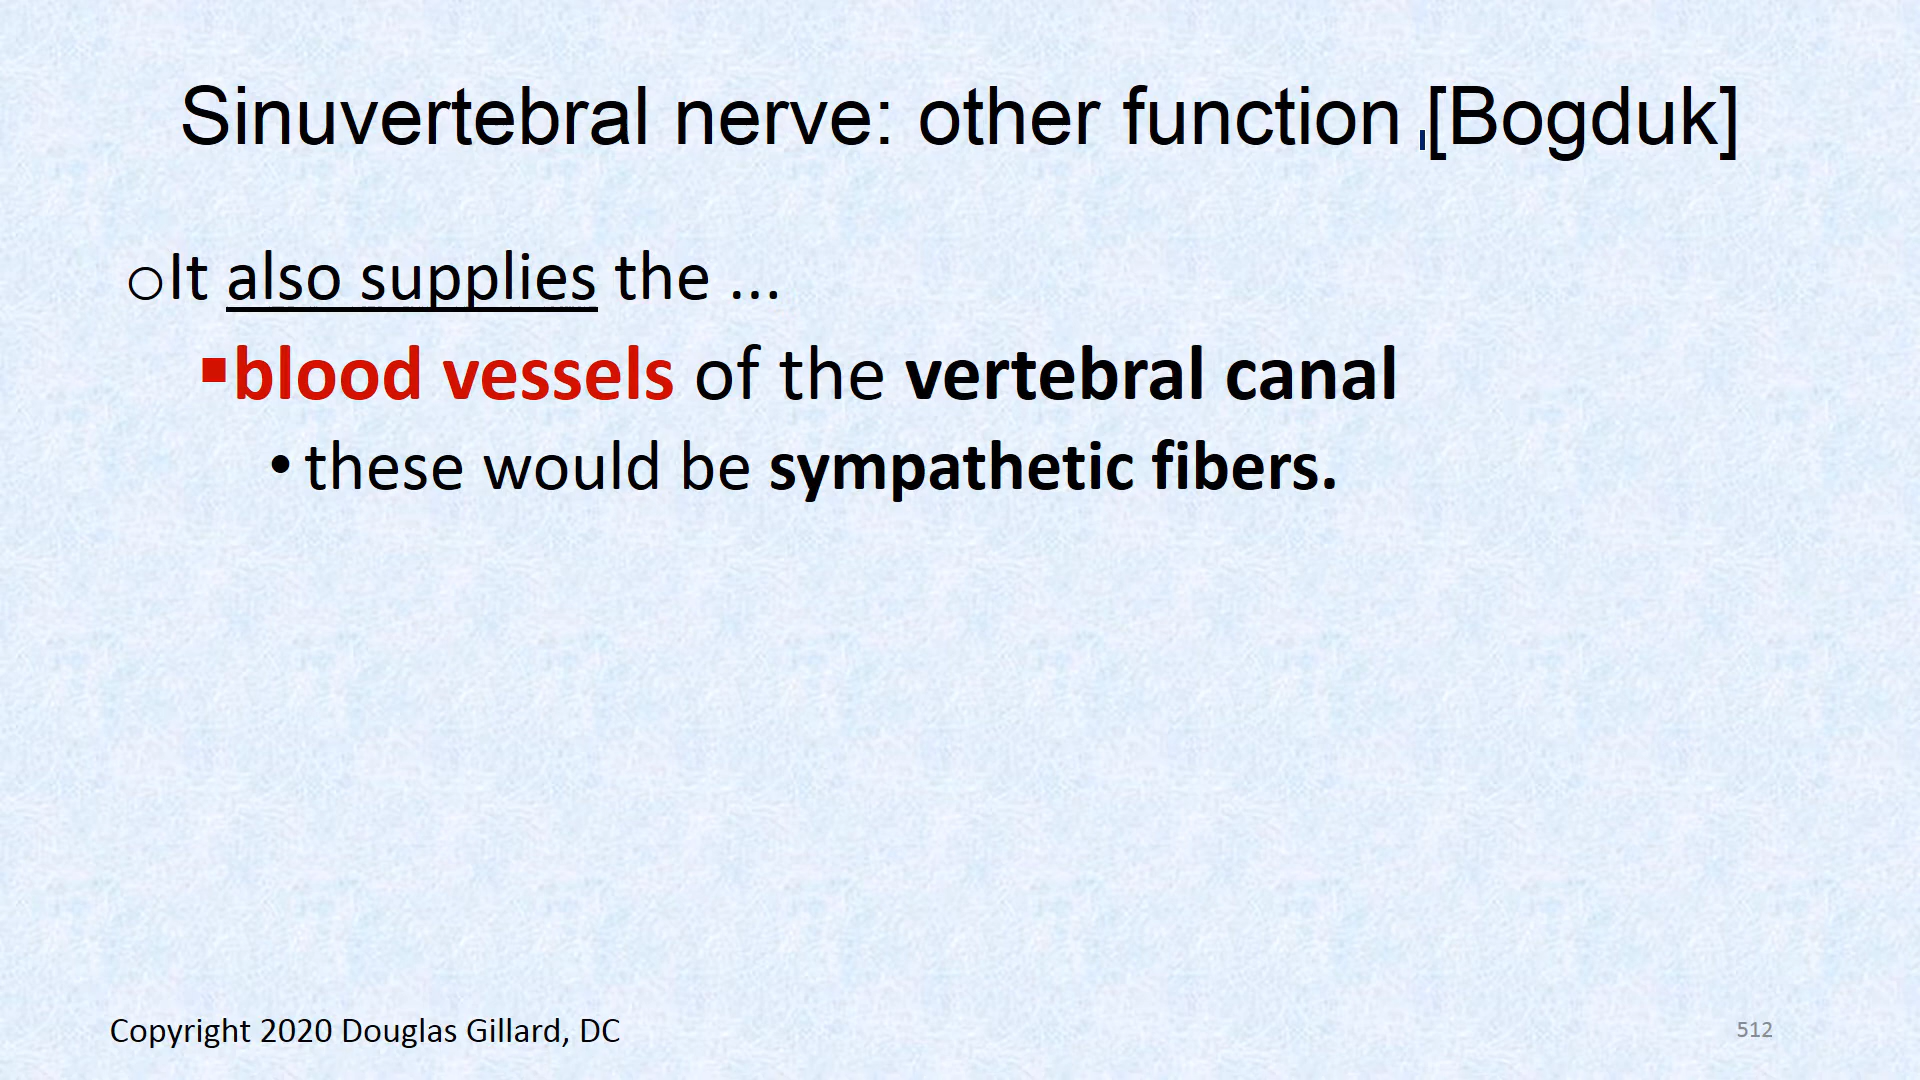 Sinuvertebral nerve: other function [Bogduk]
oIt also supplies the ...
▪blood vessels of the vertebral canal
• these would be sympathetic fibers.
Copyright 2020 Douglas Gillard, DC
512